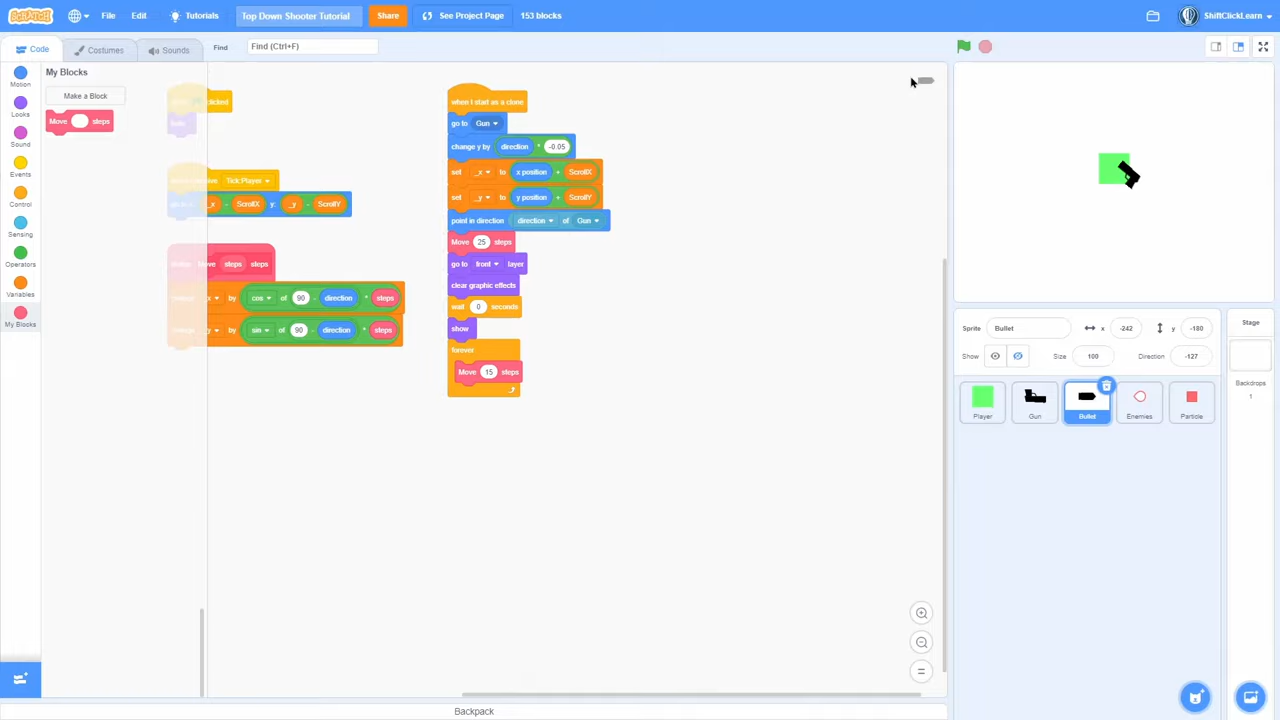 SCRATCH File Edit Tutorials Top Down Shooter Tutorial Share See Project Page 153 blocks ShiftClickLearn
Code Costumes Sounds Find Find (Ctrl+F)
Motion
Looks
Sound
Events
Control
Sensing
Operators
Variables
My Blocks
My Blocks
Make a Block
Move steps
Tick Player
_x - ScrollX y: _y - ScrollY
Move steps steps
x by cos of 90 - direction * steps
y by sin of 90 - direction * steps
when I start as a clone
go to Gun
change y by direction * -0.05
set _x to x position + ScrollX
set _y to y position + ScrollY
point in direction direction of Gun
Move 25 steps
go to front layer
clear graphic effects
wait 0 seconds
show
forever
Move 15 steps
Sprite Bullet x -242 y -180
Show Size 100 Direction -127
Player Gun Bullet Enemies Particle
Stage
Backdrops
1
Backpack